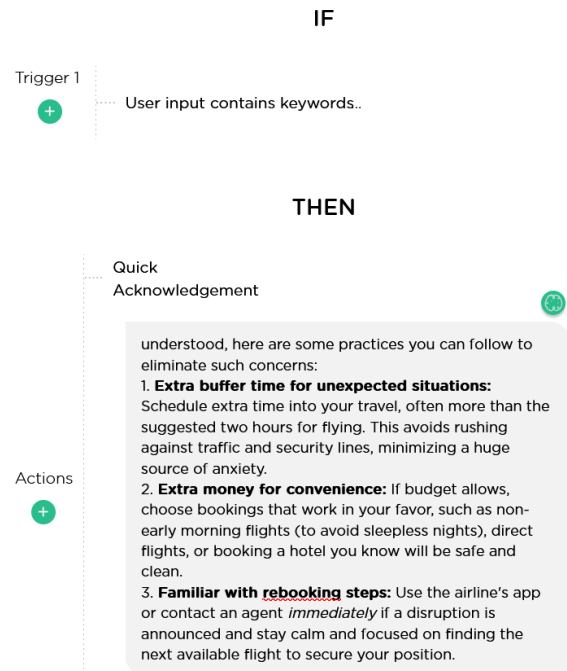 IF
Trigger 1
User input contains keywords..
THEN
Quick
Acknowledgement
understood, here are some practices you can follow to
eliminate such concerns:
1. Extra buffer time for unexpected situations:
Schedule extra time into your travel, often more than the
suggested two hours for flying. This avoids rushing
against traffic and security lines, minimizing a huge
source of anxiety.
2. Extra money for convenience: If budget allows,
choose bookings that work in your favor, such as non-
early morning flights (to avoid sleepless nights), direct
flights, or booking a hotel you know will be safe and
clean.
3. Familiar with rebooking steps: Use the airline's app
or contact an agent immediately if a disruption is
announced and stay calm and focused on finding the
next available flight to secure your position.
Actions